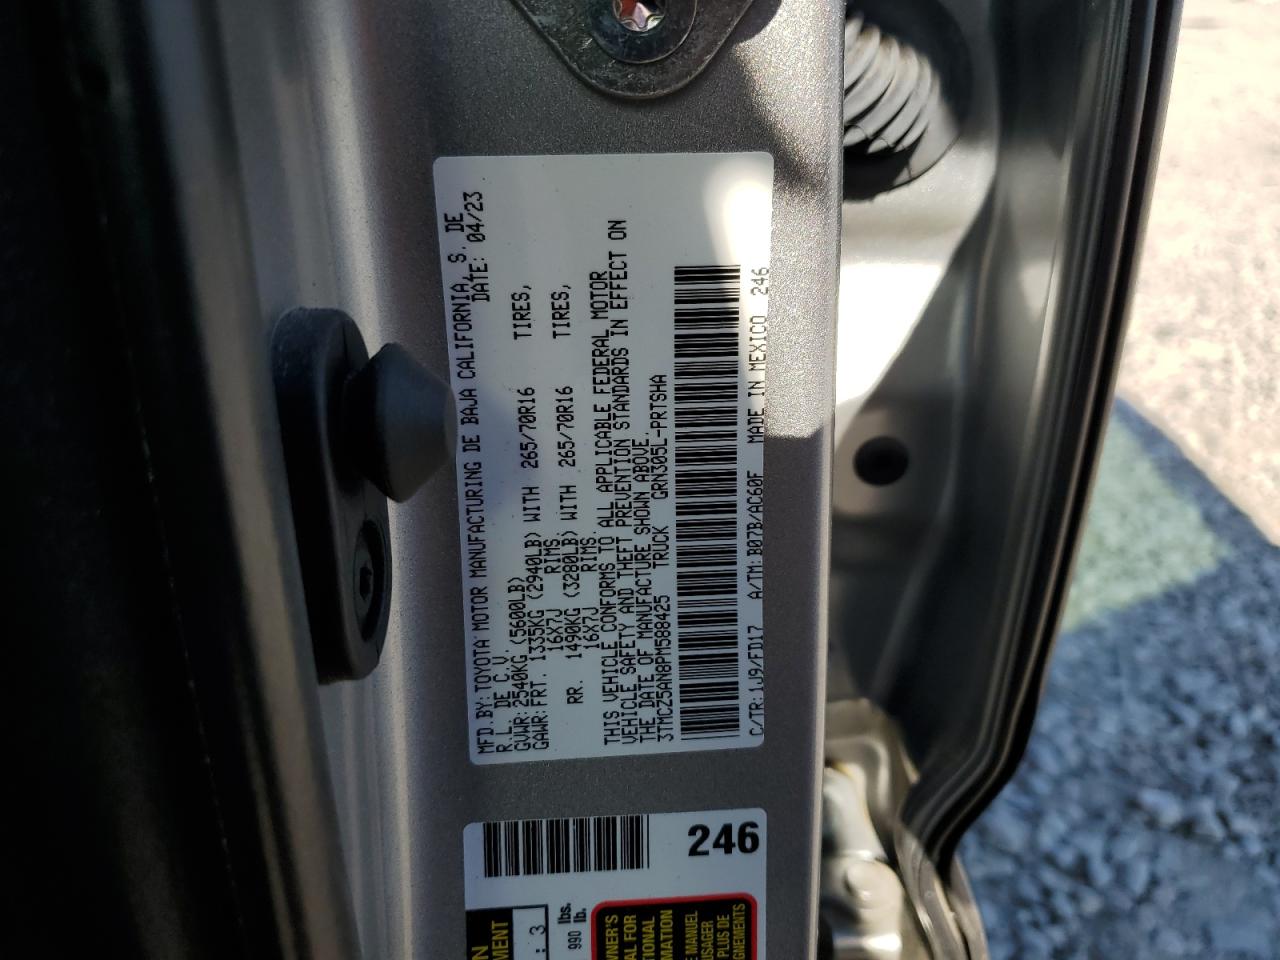 MFD BY: TOYOTA MOTOR MANUFACTURING DE BAJA CALIFORNIA, S. DE
R.L. DE C.V. DATE: 04/23
GVWR: 2540KG (5600LB)
GAWR: FRT. 1335KG (2940LB) WITH 265/70R16 TIRES,
16X7J RIMS
RR. 1490KG (3280LB) WITH 265/70R16 TIRES,
16X7J RIMS
THIS VEHICLE CONFORMS TO ALL APPLICABLE FEDERAL MOTOR
VEHICLE SAFETY AND THEFT PREVENTION STANDARDS IN EFFECT ON
THE DATE OF MANUFACTURE SHOWN ABOVE.
3TMCZ5AN8PM588425 TRUCK GRN305L-PRTSHA
C/TR: 1J9/FD17 A/TM: B07B/AC60F MADE IN MEXICO 246
246
: 3
lbs.
990 lb.